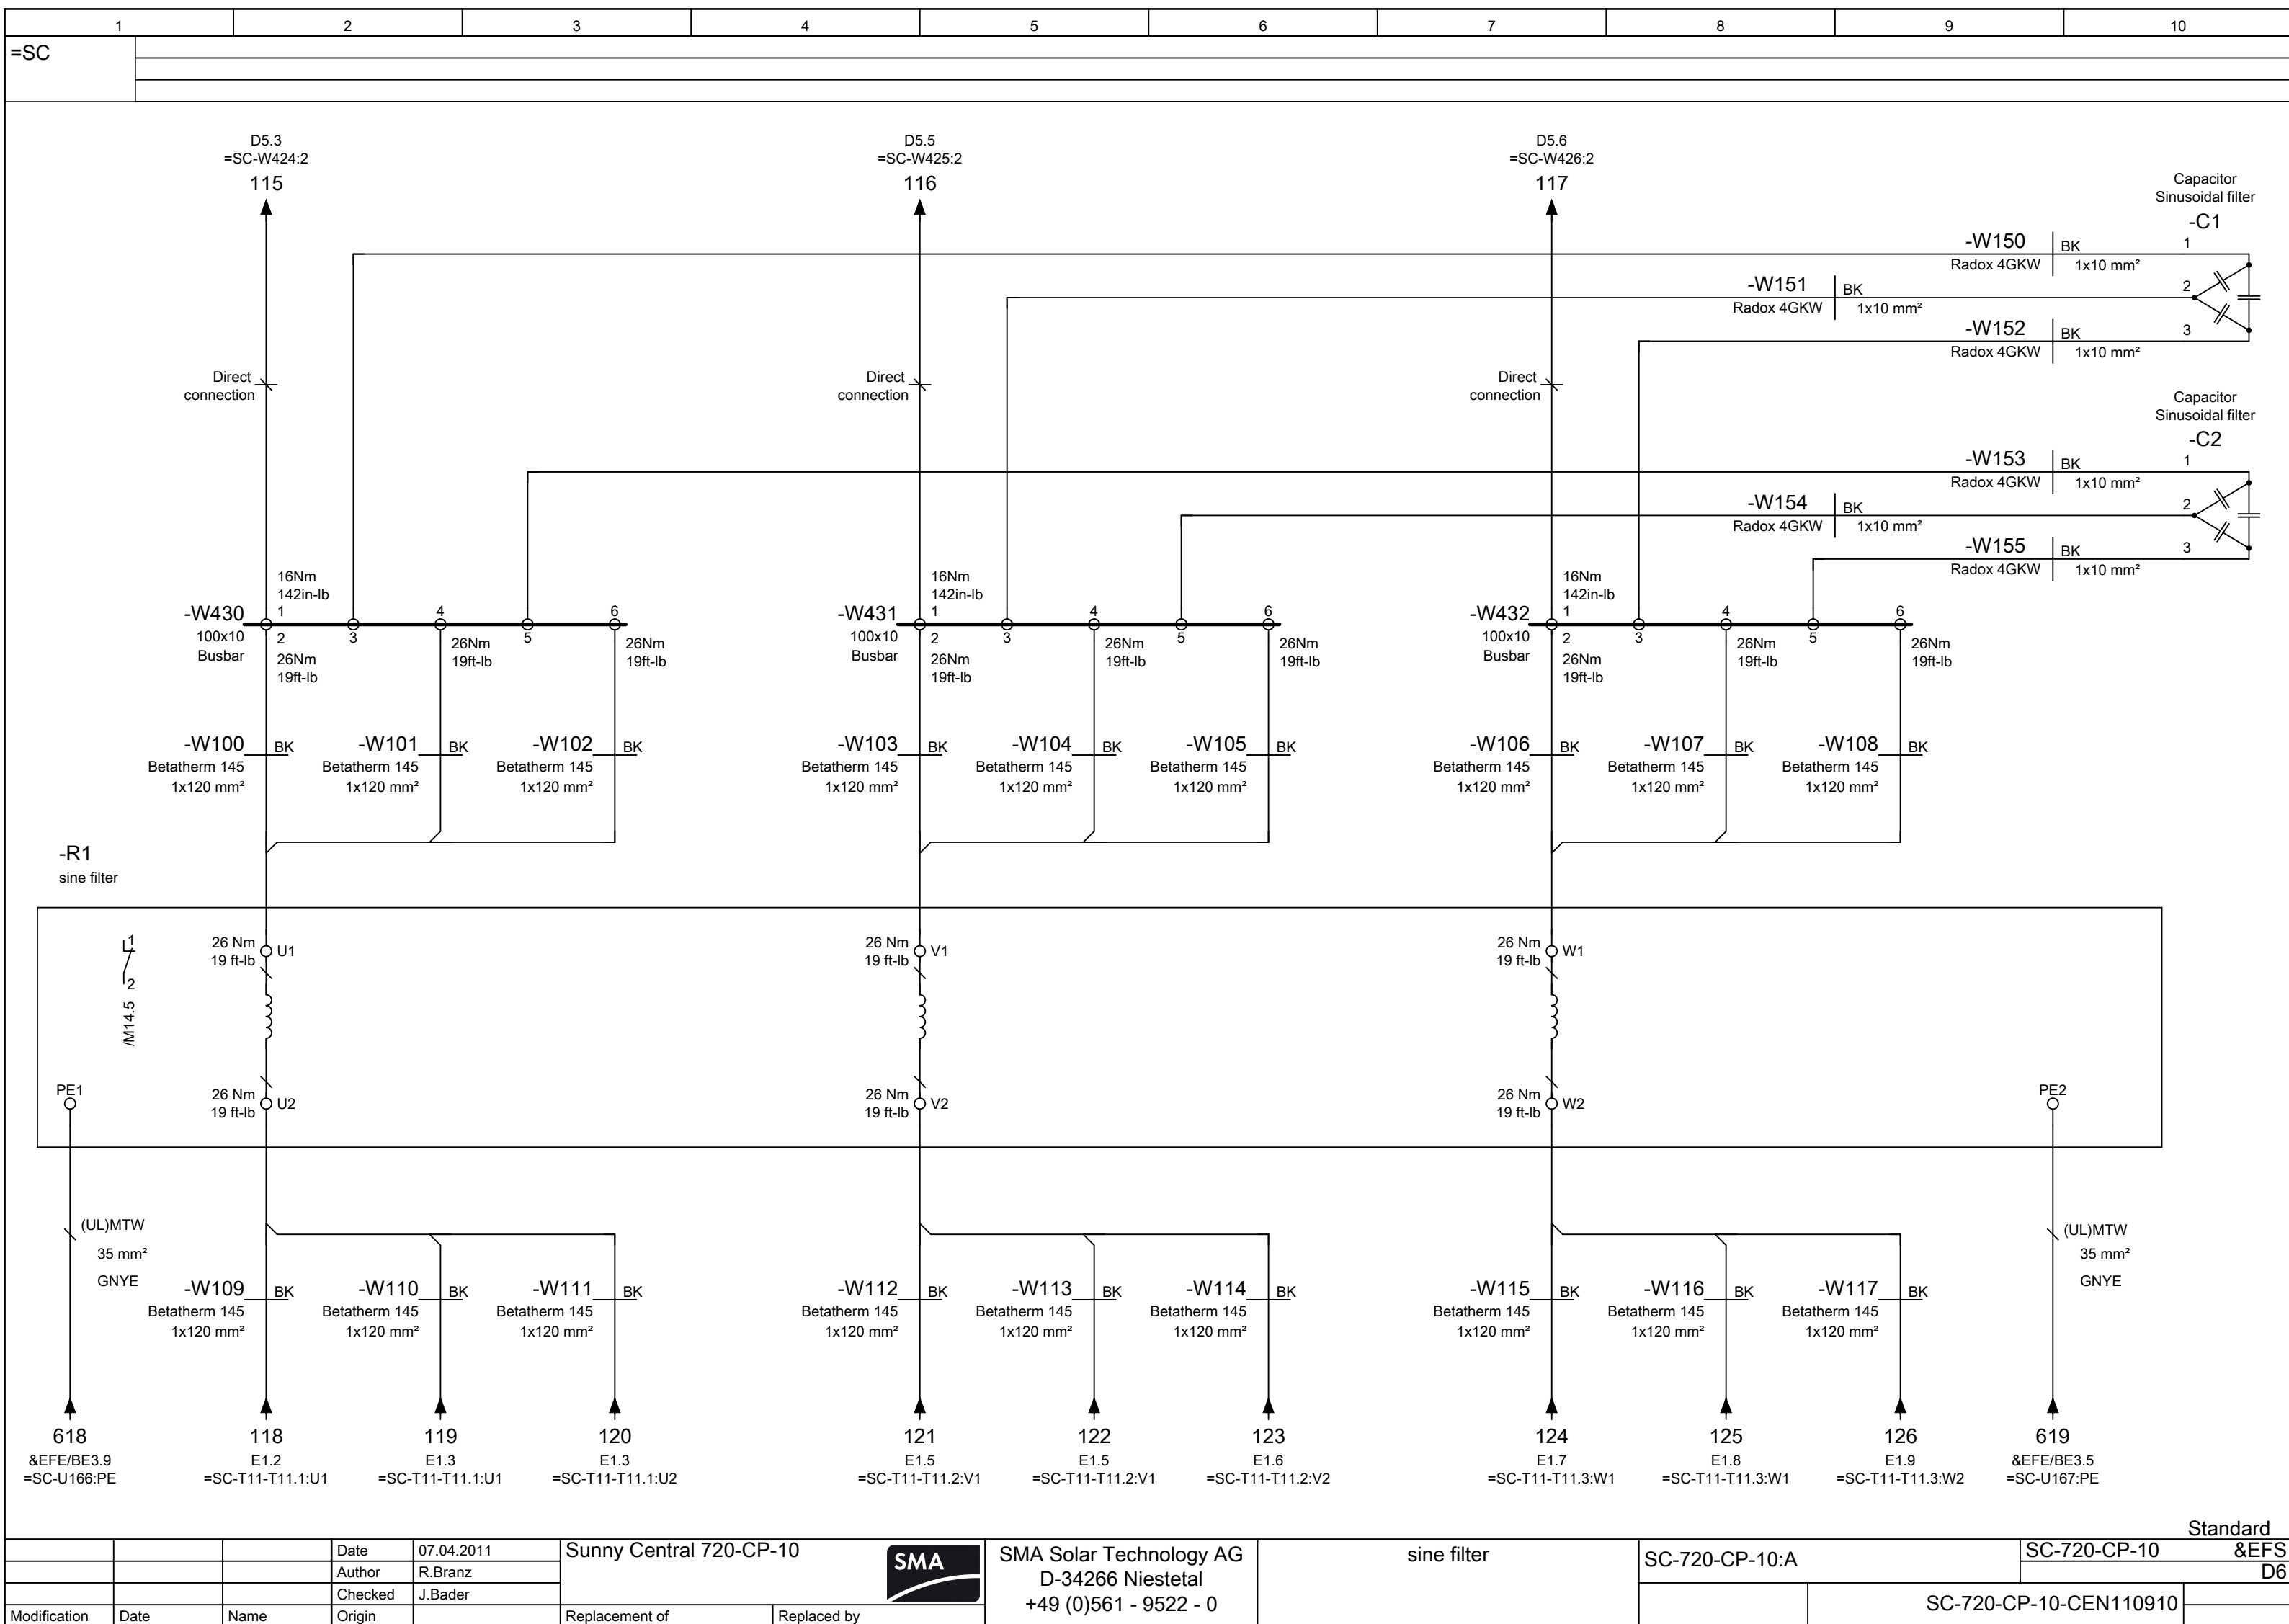 1 2 3 4 5 6 7 8 9 10
=SC
D5.3 D5.5 D5.6
=SC-W424:2 =SC-W425:2 =SC-W426:2
115 116 117
Capacitor
Sinusoidal filter
-C1
-W150 BK 1
Radox 4GKW 1x10 mm²
-W151 BK 2
Radox 4GKW 1x10 mm²
-W152 BK 3
Radox 4GKW 1x10 mm²
Direct Direct Direct
connection connection connection
Capacitor
Sinusoidal filter
-C2
-W153 BK 1
Radox 4GKW 1x10 mm²
-W154 BK 2
Radox 4GKW 1x10 mm²
-W155 BK 3
Radox 4GKW 1x10 mm²
16Nm 16Nm 16Nm
142in-lb 142in-lb 142in-lb
-W430 1 4 6 -W431 1 4 6 -W432 1 4 6
100x10 2 3 5 100x10 2 3 5 100x10 2 3 5
Busbar 26Nm 26Nm 26Nm Busbar 26Nm 26Nm 26Nm Busbar 26Nm 26Nm 26Nm
19ft-lb 19ft-lb 19ft-lb 19ft-lb 19ft-lb 19ft-lb 19ft-lb 19ft-lb 19ft-lb
-W100 BK -W101 BK -W102 BK -W103 BK -W104 BK -W105 BK -W106 BK -W107 BK -W108 BK
Betatherm 145 Betatherm 145 Betatherm 145 Betatherm 145 Betatherm 145 Betatherm 145 Betatherm 145 Betatherm 145 Betatherm 145
1x120 mm² 1x120 mm² 1x120 mm² 1x120 mm² 1x120 mm² 1x120 mm² 1x120 mm² 1x120 mm² 1x120 mm²
-R1
sine filter
1
2
/M14.5
26 Nm U1 26 Nm V1 26 Nm W1
19 ft-lb 19 ft-lb 19 ft-lb
PE1 26 Nm U2 26 Nm V2 26 Nm W2 PE2
19 ft-lb 19 ft-lb 19 ft-lb
(UL)MTW (UL)MTW
35 mm² 35 mm²
GNYE GNYE
-W109 BK -W110 BK -W111 BK -W112 BK -W113 BK -W114 BK -W115 BK -W116 BK -W117 BK
Betatherm 145 Betatherm 145 Betatherm 145 Betatherm 145 Betatherm 145 Betatherm 145 Betatherm 145 Betatherm 145 Betatherm 145
1x120 mm² 1x120 mm² 1x120 mm² 1x120 mm² 1x120 mm² 1x120 mm² 1x120 mm² 1x120 mm² 1x120 mm²
618 118 119 120 121 122 123 124 125 126 619
&EFE/BE3.9 E1.2 E1.3 E1.3 E1.5 E1.5 E1.6 E1.7 E1.8 E1.9 &EFE/BE3.5
=SC-U166:PE =SC-T11-T11.1:U1 =SC-T11-T11.1:U1 =SC-T11-T11.1:U2 =SC-T11-T11.2:V1 =SC-T11-T11.2:V1 =SC-T11-T11.2:V2 =SC-T11-T11.3:W1 =SC-T11-T11.3:W1 =SC-T11-T11.3:W2 =SC-U167:PE
Standard
Date 07.04.2011
Author R.Branz
Checked J.Bader
Modification Date Name Origin
Sunny Central 720-CP-10
SMA
Replacement of Replaced by
SMA Solar Technology AG
D-34266 Niestetal
+49 (0)561 - 9522 - 0
sine filter
SC-720-CP-10:A
SC-720-CP-10 &EFS
D6
SC-720-CP-10-CEN110910